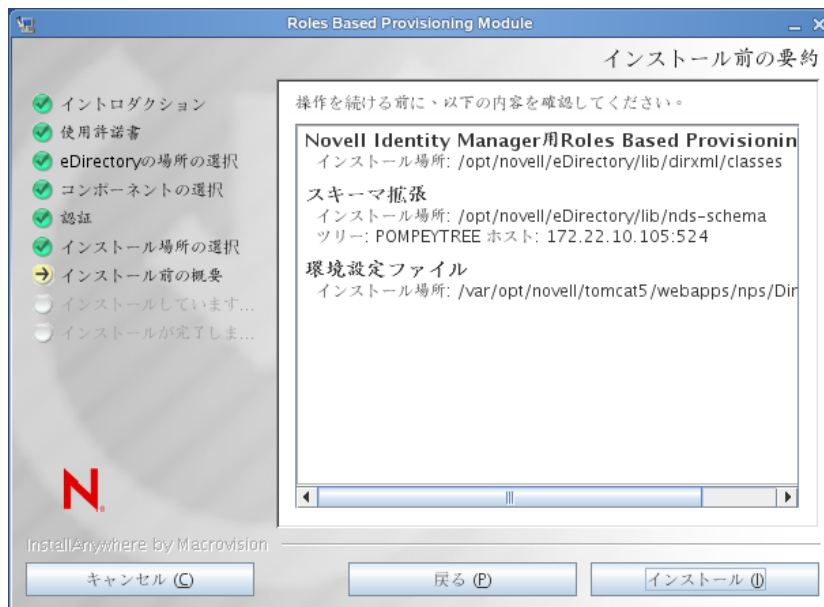 Roles Based Provisioning Module
インストール前の要約
イントロダクション
使用許諾書
eDirectoryの場所の選択
コンポーネントの選択
認証
インストール場所の選択
インストール前の概要
インストールしています...
インストールが完了しま...
操作を続ける前に、以下の内容を確認してください。
Novell Identity Manager用Roles Based Provisionin
インストール場所: /opt/novell/eDirectory/lib/dirxml/classes
スキーマ拡張
インストール場所: /opt/novell/eDirectory/lib/nds-schema
ツリー: POMPEYTREE ホスト: 172.22.10.105:524
環境設定ファイル
インストール場所: /var/opt/novell/tomcat5/webapps/nps/Dir
N
InstallAnywhere by Macrovision
キャンセル (C)
戻る (P)
インストール (I)